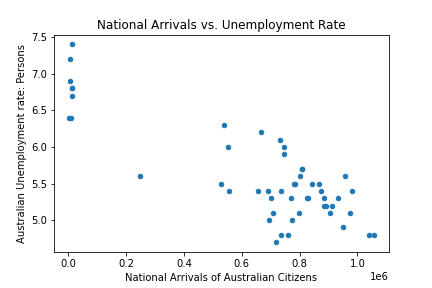 National Arrivals vs. Unemployment Rate
7.5
7.0
6.5
6.0
5.5
5.0
Australian Unemployment rate: Persons
0.0 0.2 0.4 0.6 0.8 1.0
1e6
National Arrivals of Australian Citizens